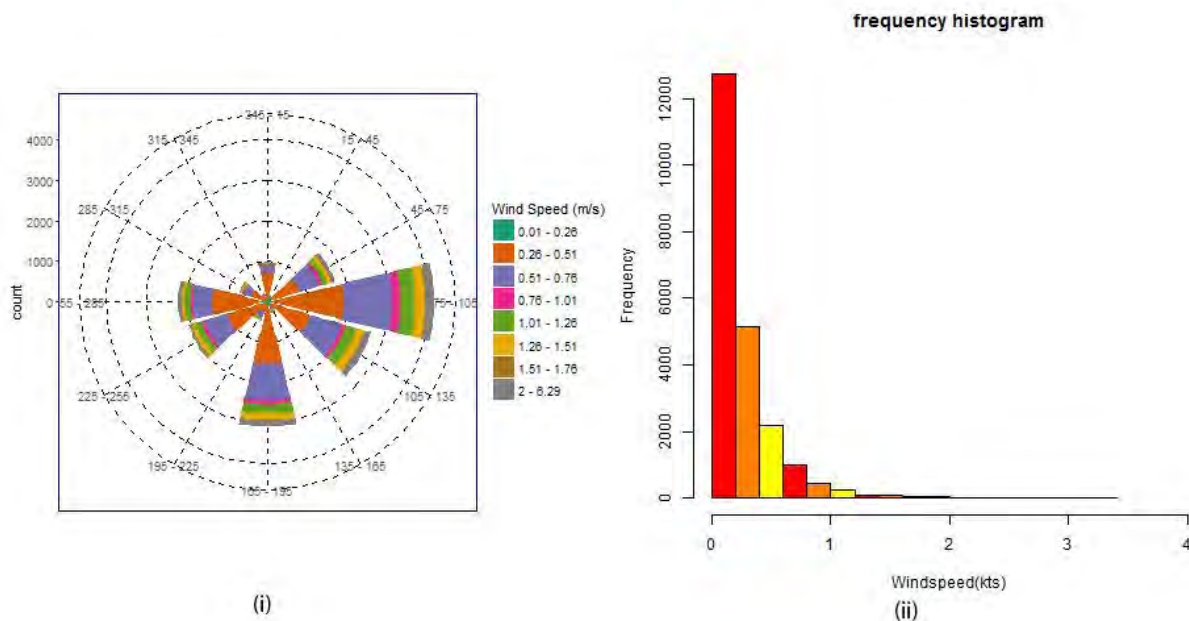 frequency histogram
345 - 15
315 - 345
15 - 45
285 - 315
45 - 75
55 - 285
75 - 105
225 - 255
105 - 135
195 - 225
135 - 165
165 - 195
4000
3000
2000
1000
0
count
Wind Speed (m/s)
0.01 - 0.26
0.26 - 0.51
0.51 - 0.76
0.76 - 1.01
1.01 - 1.26
1.26 - 1.51
1.51 - 1.76
2 - 6.29
(i)
12000
10000
8000
6000
4000
2000
0
Frequency
0 1 2 3 4
Windspeed(kts)
(ii)